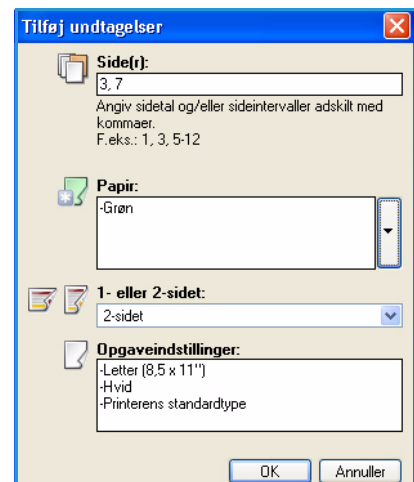 Tilføj undtagelser
Side(r):
3, 7
Angiv sidetal og/eller sideintervaller adskilt med
kommaer.
F.eks.: 1, 3, 5-12
Papir:
-Grøn
1- eller 2-sidet:
2-sidet
Opgaveindstillinger:
-Letter (8,5 x 11")
-Hvid
-Printerens standardtype
OK Annuller